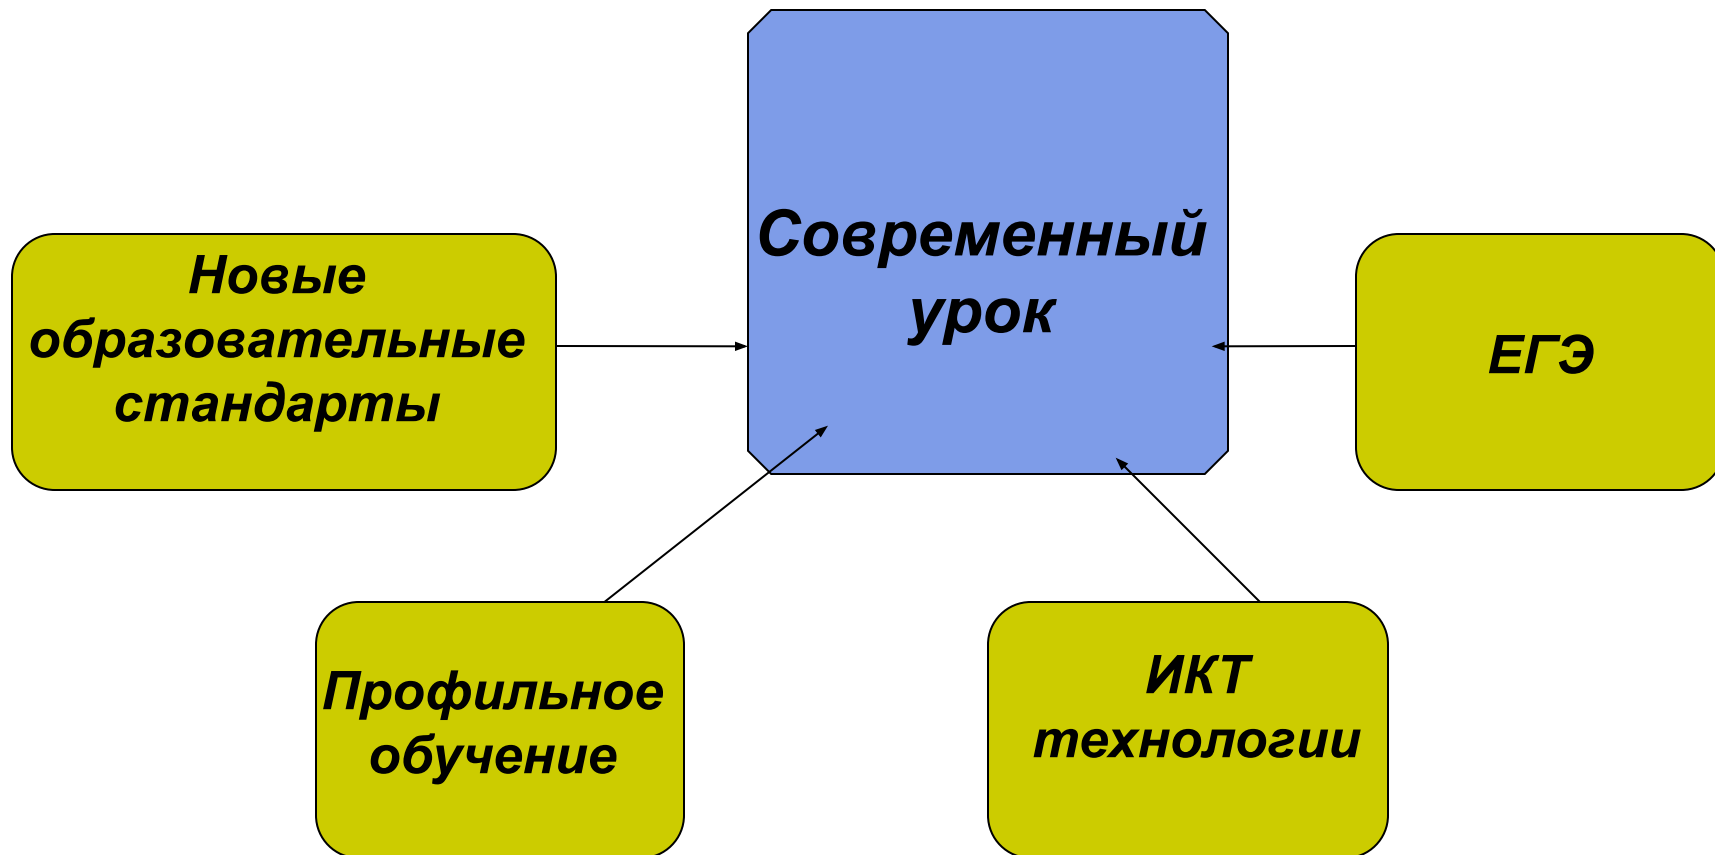 Современный
урок
Новые
образовательные
стандарты
ЕГЭ
Профильное
обучение
ИКТ
технологии